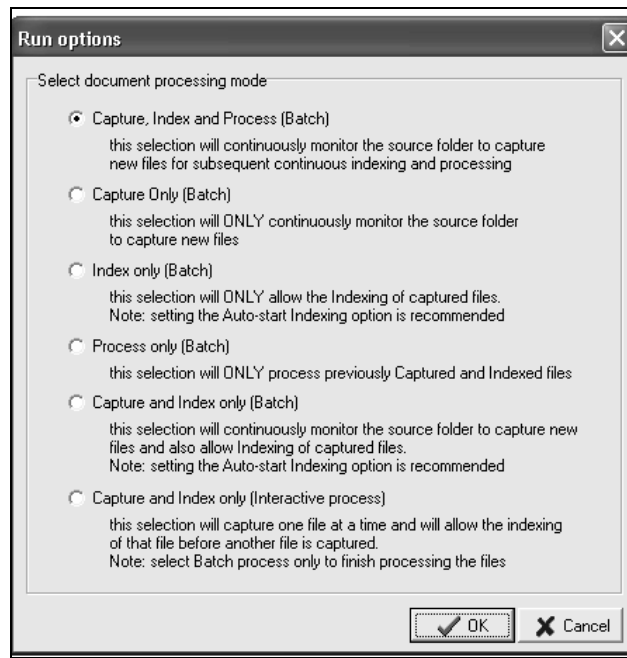 Run options
Select document processing mode
Capture, Index and Process (Batch)
this selection will continuously monitor the source folder to capture
new files for subsequent continuous indexing and processing
Capture Only (Batch)
this selection will ONLY continuously monitor the source folder
to capture new files
Index only (Batch)
this selection will ONLY allow the Indexing of captured files.
Note: setting the Auto-start Indexing option is recommended
Process only (Batch)
this selection will ONLY process previously Captured and Indexed files
Capture and Index only (Batch)
this selection will continuously monitor the source folder to capture new
files and also allow Indexing of captured files.
Note: setting the Auto-start Indexing option is recommended
Capture and Index only (Interactive process)
this selection will capture one file at a time and will allow the indexing
of that file before another file is captured.
Note: select Batch process only to finish processing the files
OK
Cancel